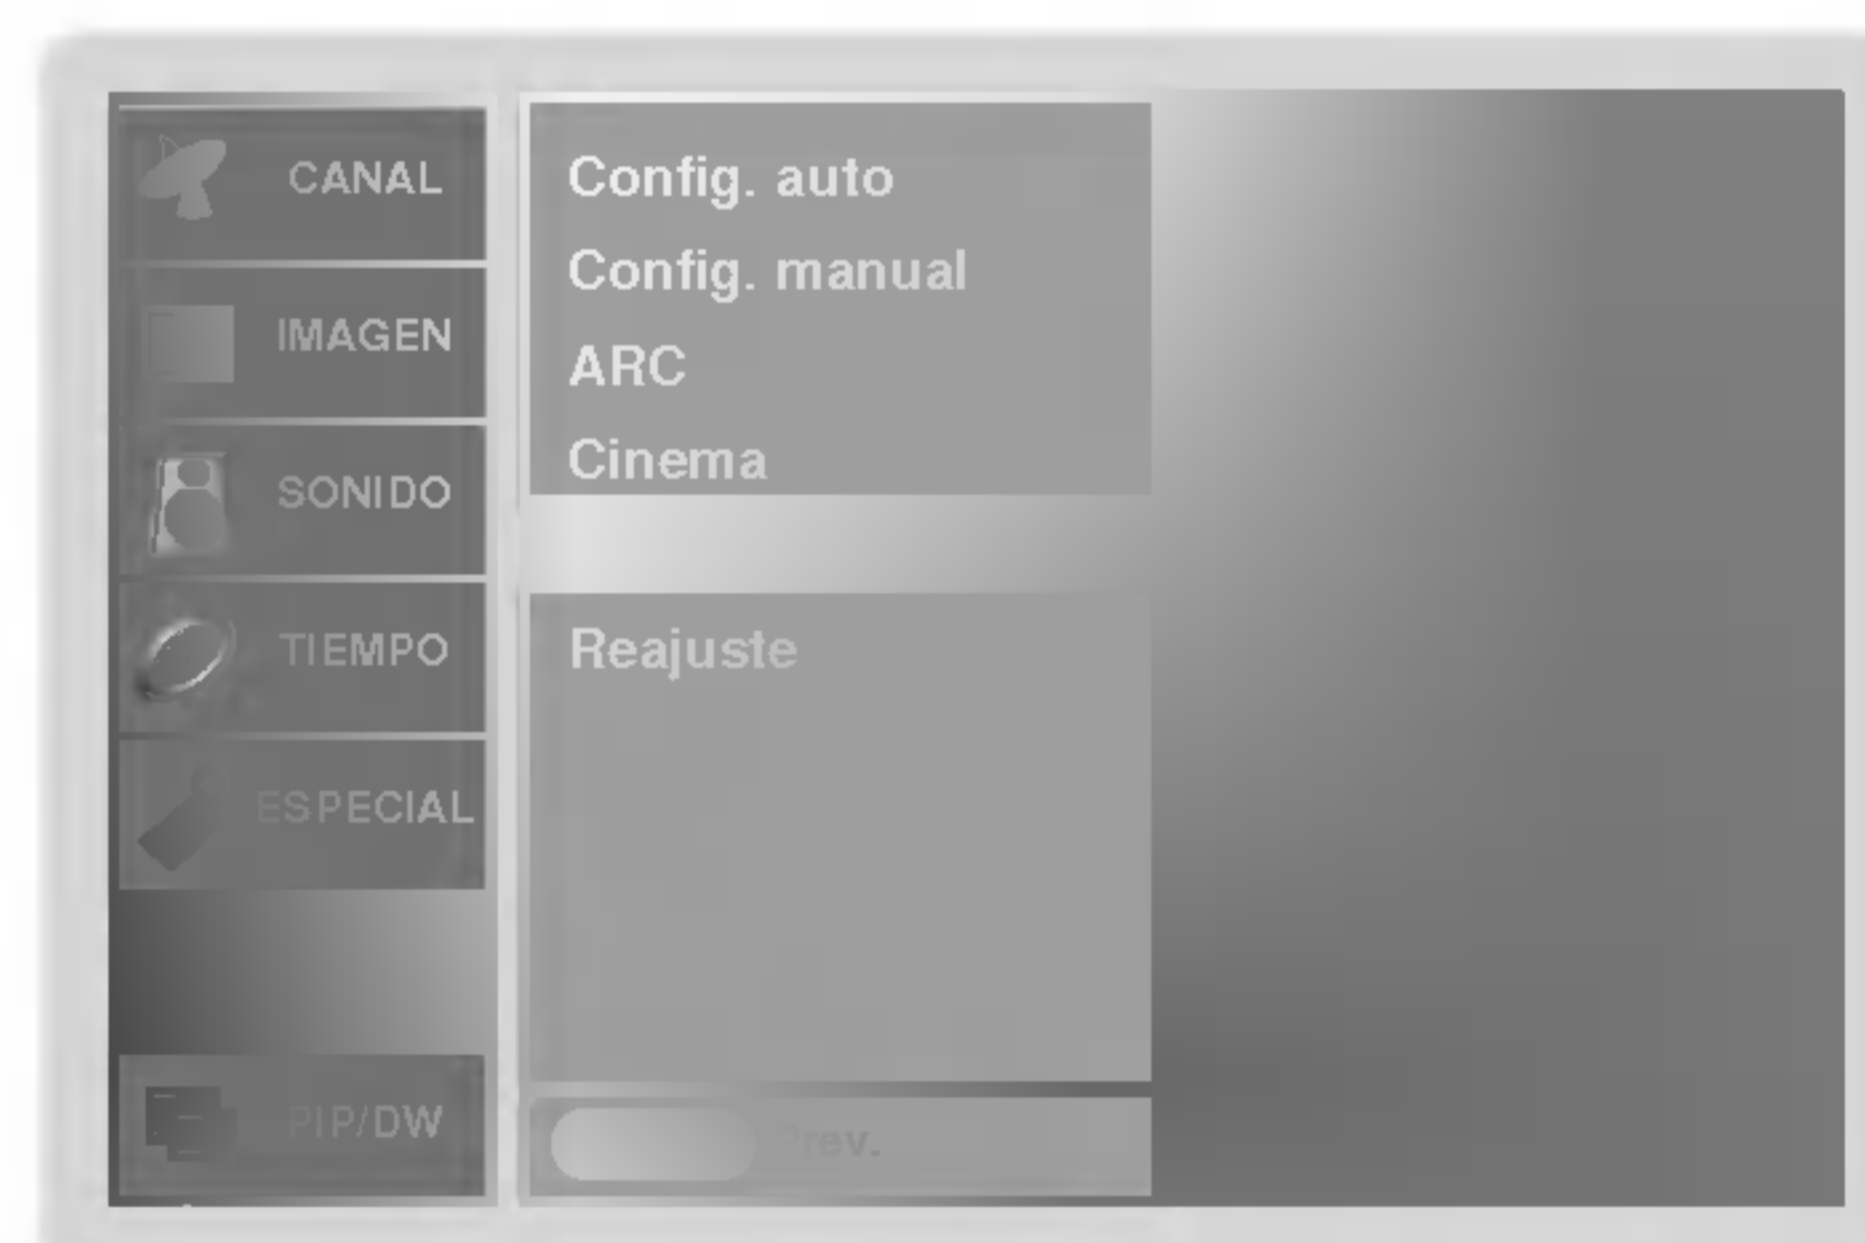 CANAL
IMAGEN
SONIDO
TIEMPO
ESPECIAL
PIP/DW
Config. auto
Config. manual
ARC
Cinema
Reajuste
Prev.